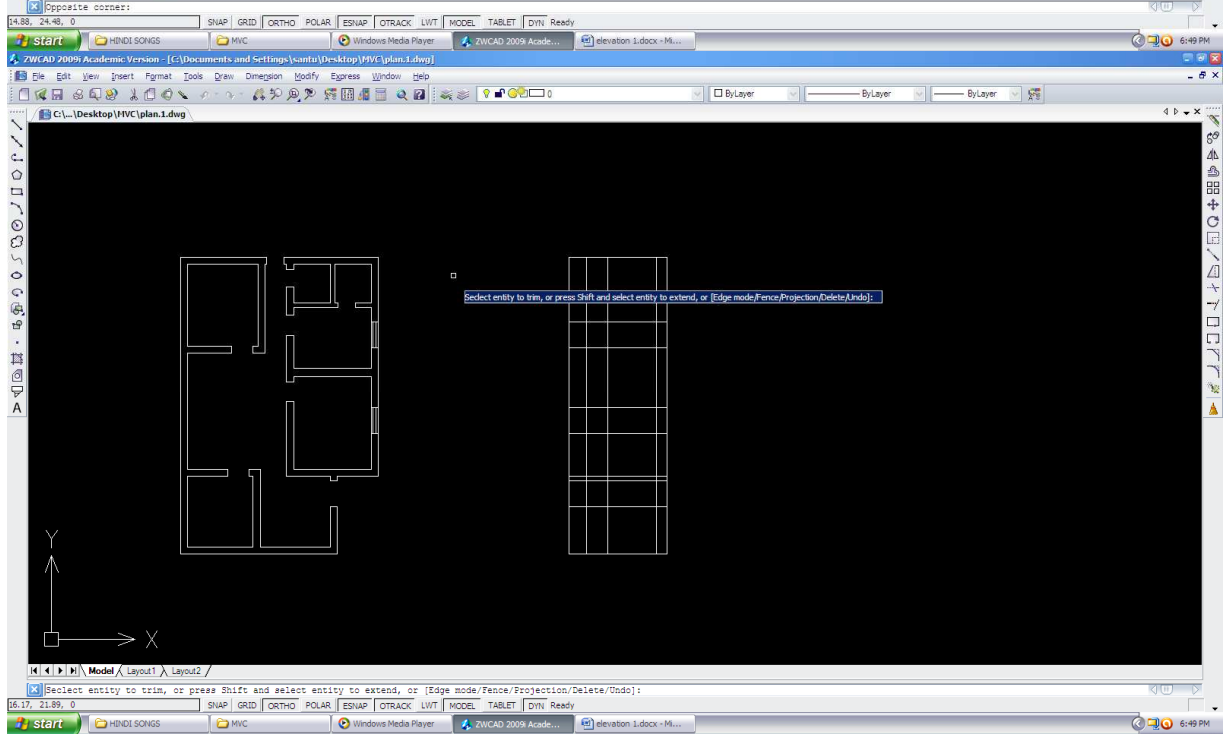 Opposite corner:
14.88, 24.48, 0 SNAP GRID ORTHO POLAR ESNAP OTRACK LWT MODEL TABLET DYN Ready
start HINDI SONGS MVC Windows Media Player ZWCAD 2009i Acade... elevation 1.docx - Mi... 6:49 PM
ZWCAD 2009i Academic Version - [C:\Documents and Settings\santu\Desktop\MVC\plan.1.dwg]
File Edit View Insert Format Tools Draw Dimension Modify Express Window Help
0 ByLayer ByLayer ByLayer
C:\...\Desktop\MVC\plan.1.dwg
A
Seclect entity to trim, or press Shift and select entity to extend, or [Edge mode/Fence/Projection/Delete/Undo]:
Y
X
Model Layout1 Layout2
Seclect entity to trim, or press Shift and select entity to extend, or [Edge mode/Fence/Projection/Delete/Undo]:
16.17, 21.89, 0 SNAP GRID ORTHO POLAR ESNAP OTRACK LWT MODEL TABLET DYN Ready
start HINDI SONGS MVC Windows Media Player ZWCAD 2009i Acade... elevation 1.docx - Mi... 6:49 PM